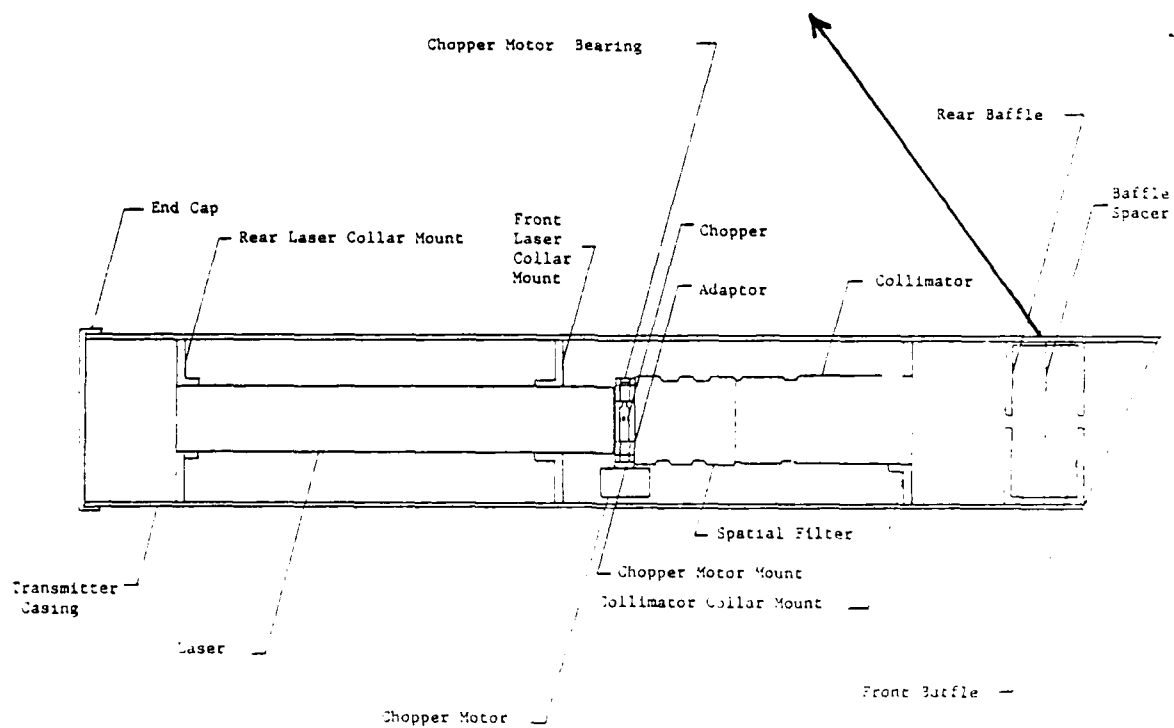 Chopper Motor Bearing
Rear Baffle
Baffle
Spacer
End Cap
Rear Laser Collar Mount
Front
Laser
Collar
Mount
Chopper
Adaptor
Collimator
Spatial Filter
Chopper Motor Mount
Collimator Collar Mount
Transmitter
Casing
Laser
Front Baffle
Chopper Motor